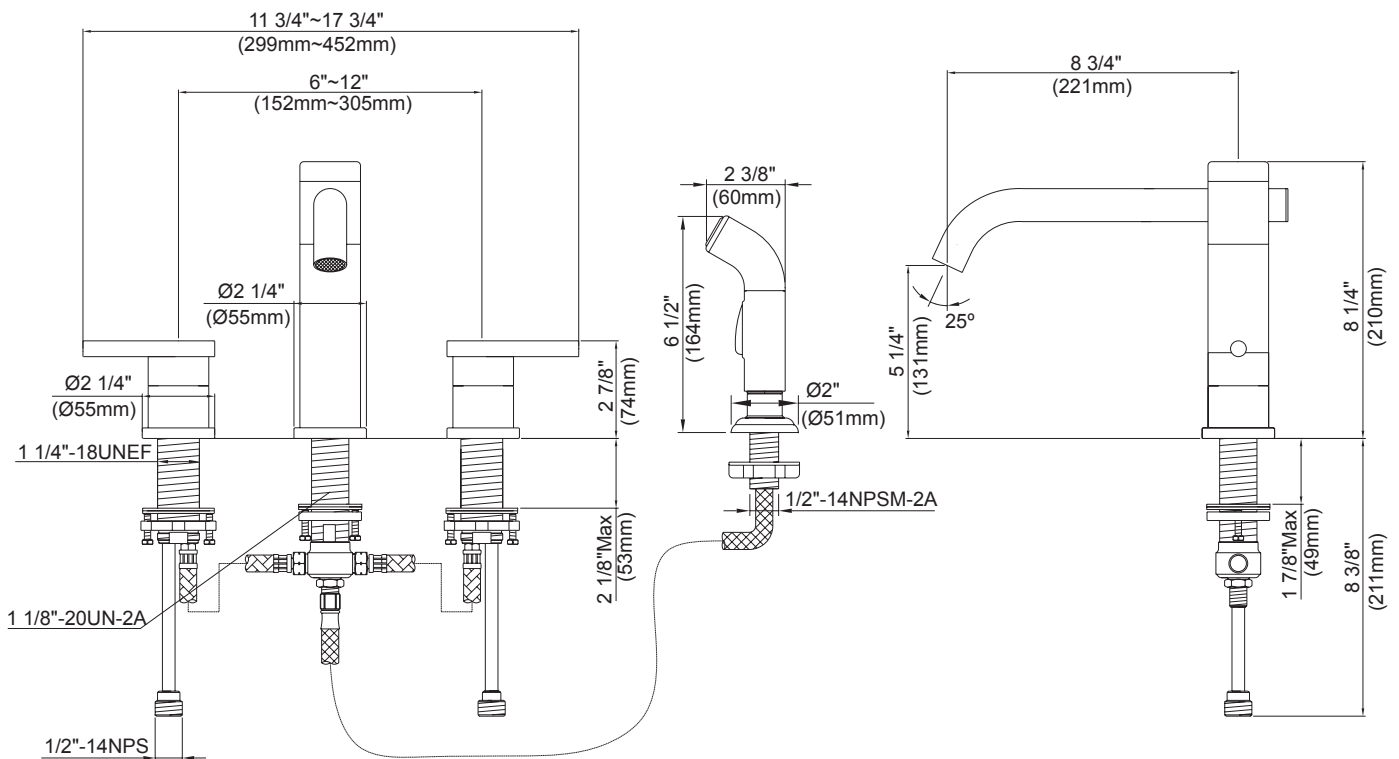 11 3/4"~17 3/4"
(299mm~452mm)
6"~12"
(152mm~305mm)
Ø2 1/4"
(Ø55mm)
Ø2 1/4"
(Ø55mm)
2 7/8"
(74mm)
1 1/4"-18UNEF
2 1/8"Max
(53mm)
1 1/8"-20UN-2A
1/2"-14NPS
2 3/8"
(60mm)
6 1/2"
(164mm)
Ø2"
(Ø51mm)
1/2"-14NPSM-2A
8 3/4"
(221mm)
25º
5 1/4"
(131mm)
8 1/4"
(210mm)
1 7/8"Max
(49mm)
8 3/8"
(211mm)